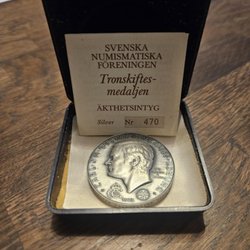 SVENSKA
NUMISMATISKA
FÖRENINGEN
Tronskiftes-
medaljen
ÄKTHETSINTYG
Silver Nr 470